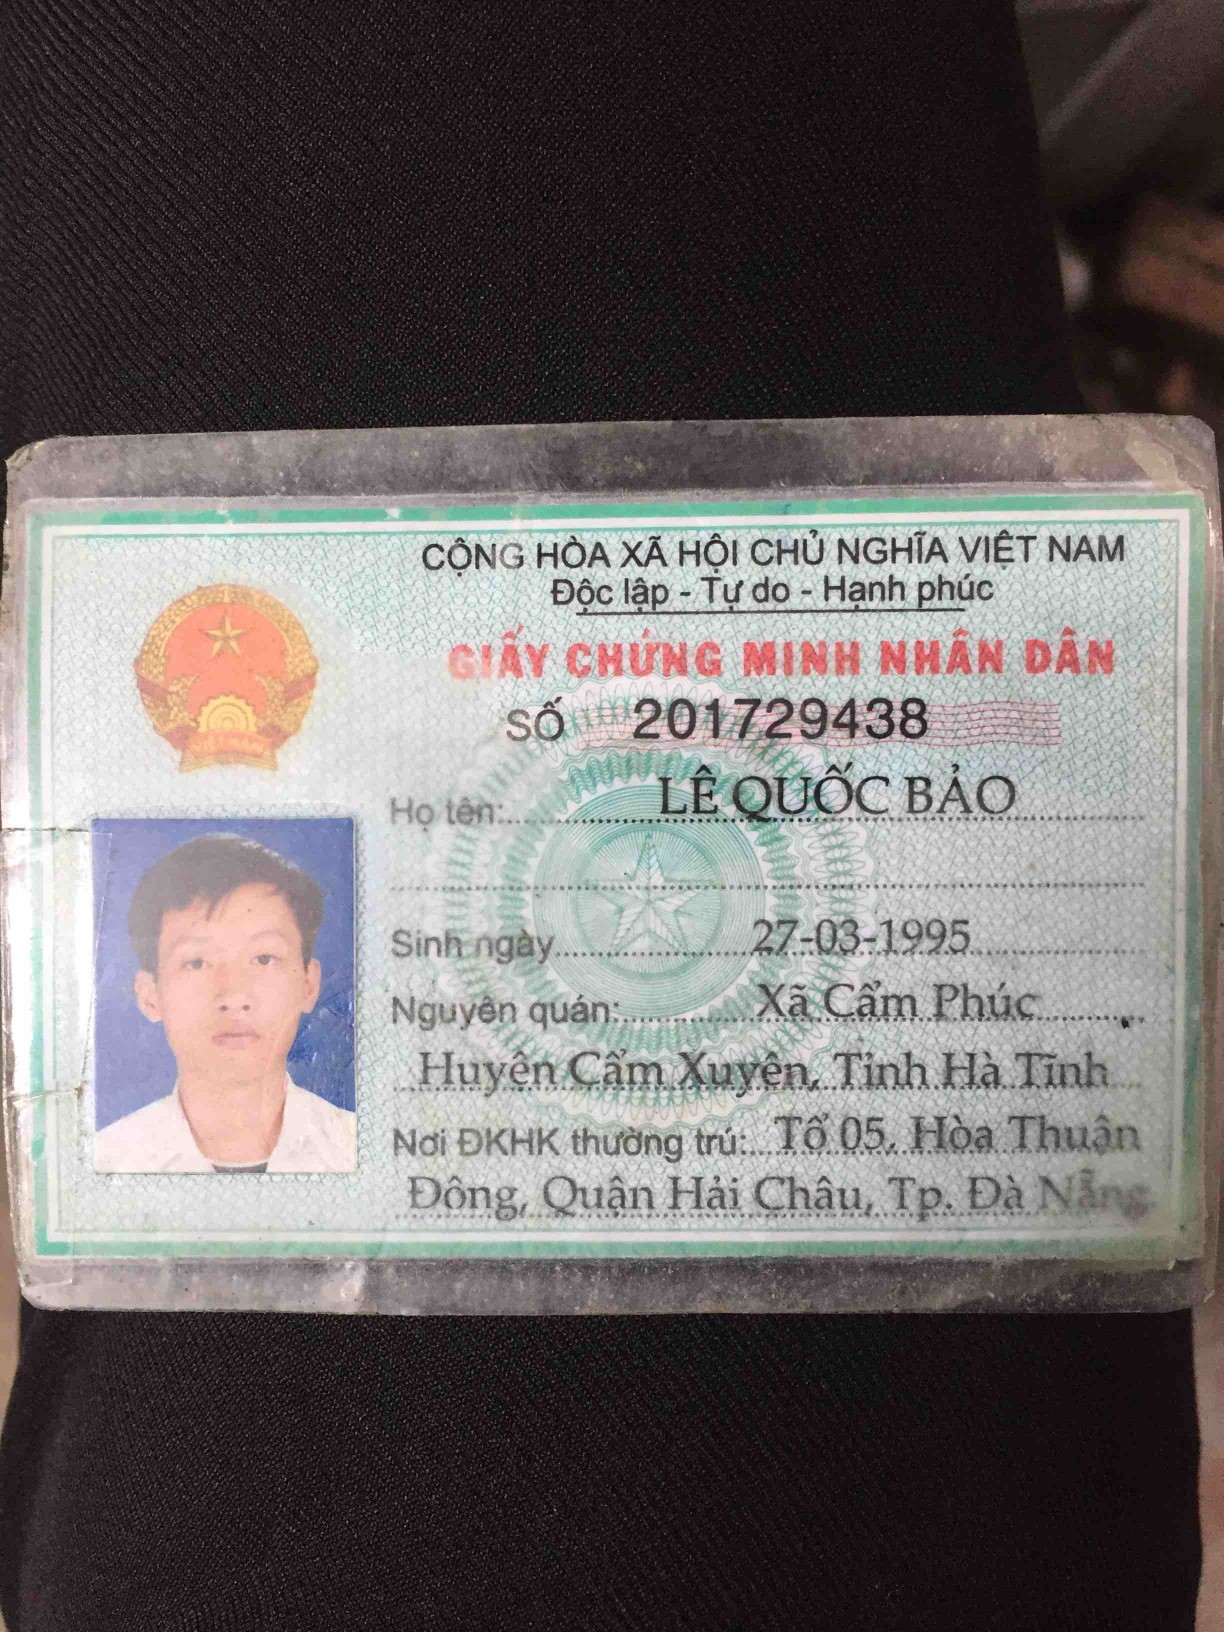 CỘNG HÒA XÃ HỘI CHỦ NGHĨA VIỆT NAM
Độc lập - Tự do - Hạnh phúc
GIẤY CHỨNG MINH NHÂN DÂN
SỐ 201729438
Họ tên: LÊ QUỐC BẢO
Sinh ngày 27-03-1995
Nguyên quán: Xã Cẩm Phúc
Huyện Cẩm Xuyên, Tỉnh Hà Tĩnh
Nơi ĐKHK thường trú: Tổ 05, Hòa Thuận
Đông, Quận Hải Châu, Tp. Đà Nẵng